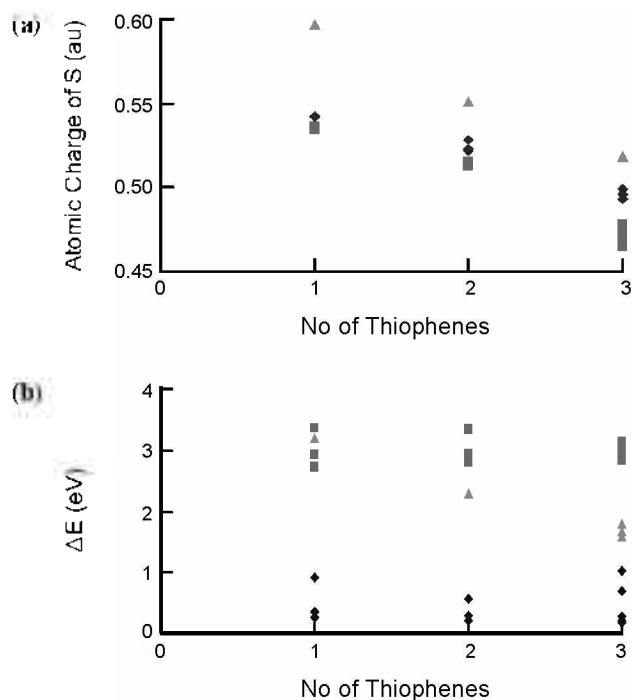 (a)
0.60
0.55
0.50
0.45
Atomic Charge of S (au)
0 1 2 3
No of Thiophenes
(b)
4
3
2
1
0
ΔE (eV)
0 1 2 3
No of Thiophenes